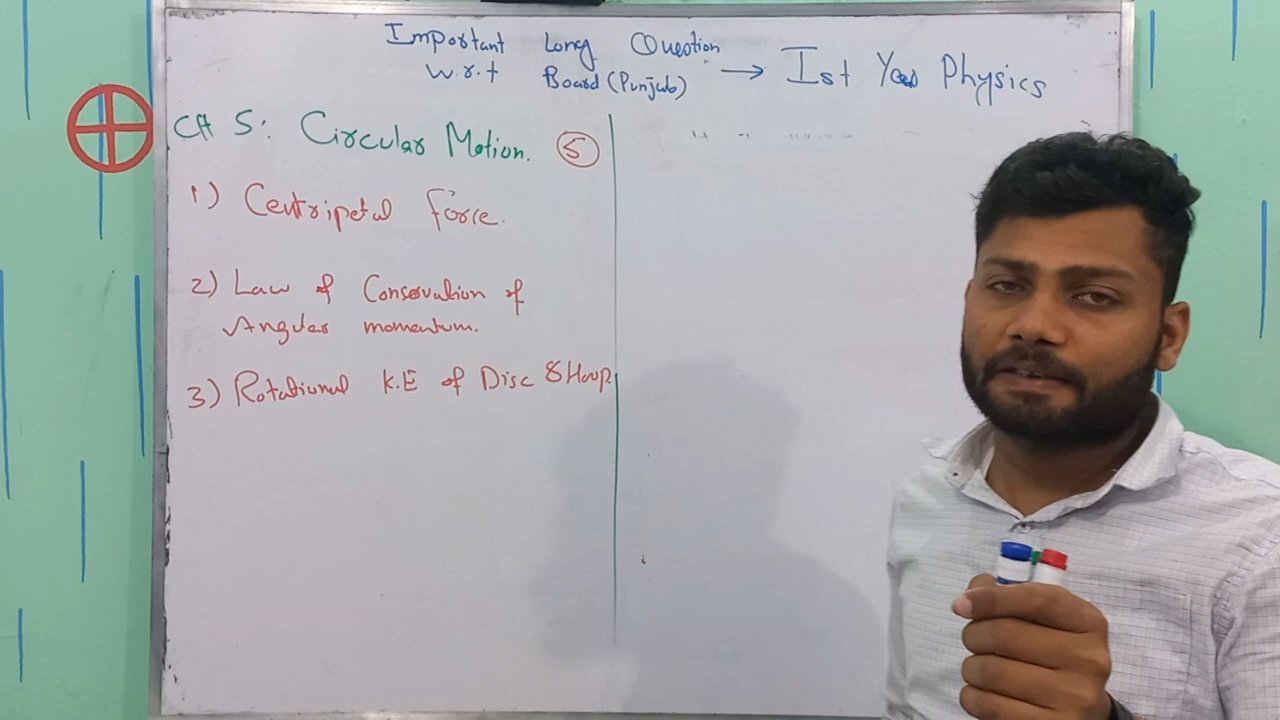 Important Long Question
w.r.t Board (Punjab) → Ist Year Physics
CH 5: Circular Motion. 5
1) Centripetal Force.
2) Law of Conservation of
Angular momentum.
3) Rotational K.E of Disc & Hoop.